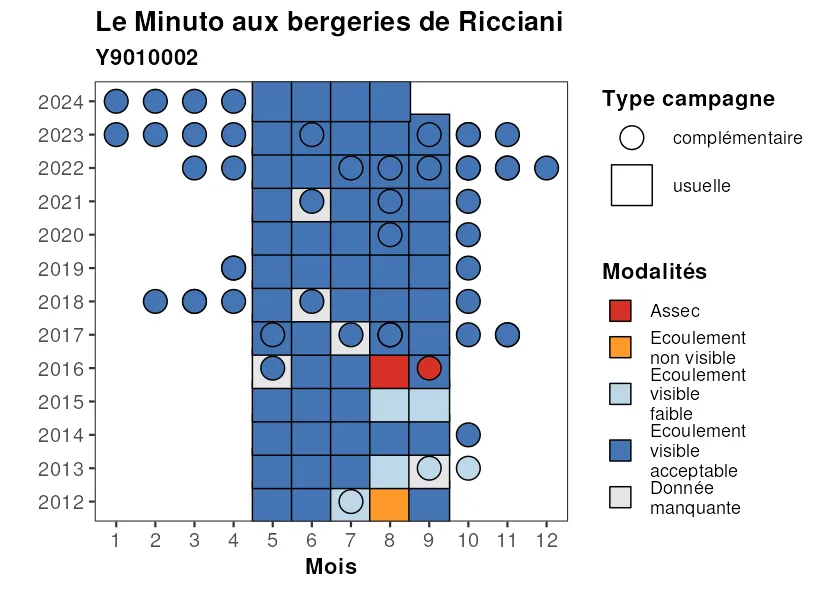 Le Minuto aux bergeries de Ricciani
Y9010002
2024
2023
2022
2021
2020
2019
2018
2017
2016
2015
2014
2013
2012
1 2 3 4 5 6 7 8 9 10 11 12
Mois
Type campagne
complémentaire
usuelle
Modalités
Assec
Ecoulement
non visible
Ecoulement
visible
faible
Ecoulement
visible
acceptable
Donnée
manquante